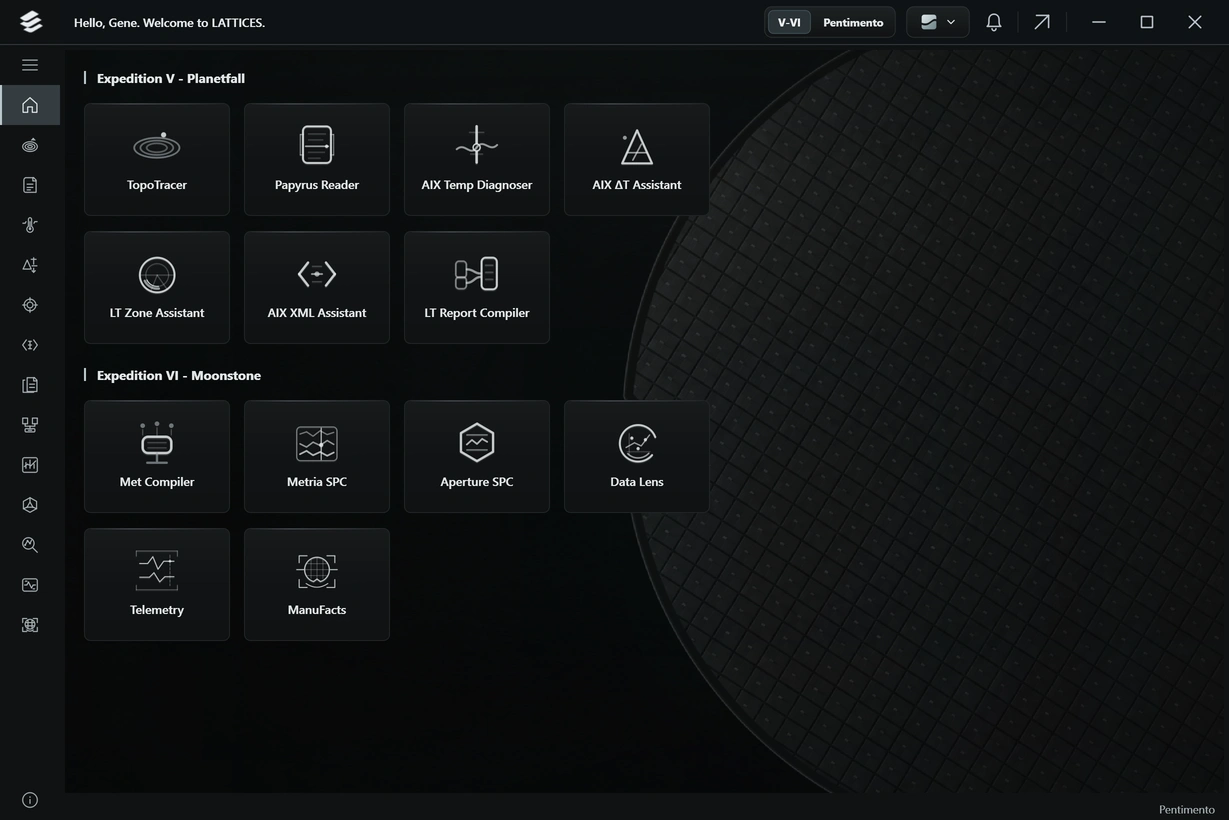 Hello, Gene. Welcome to LATTICES.
V-VI Pentimento
Expedition V - Planetfall
TopoTracer
Papyrus Reader
AIX Temp Diagnoser
AIX ΔT Assistant
LT Zone Assistant
AIX XML Assistant
LT Report Compiler
Expedition VI - Moonstone
Met Compiler
Metria SPC
Aperture SPC
Data Lens
Telemetry
ManuFacts
Pentimento